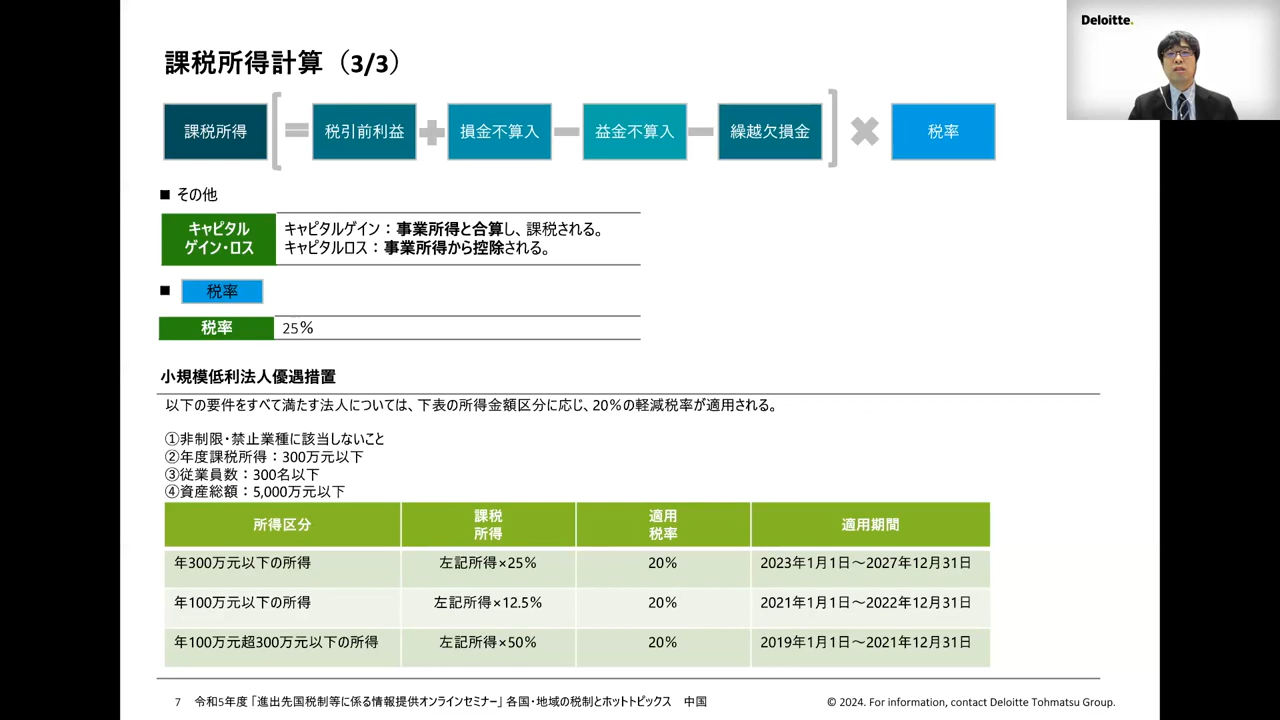 Deloitte.
課税所得計算（3/3）
課税所得 = 税引前利益 + 損金不算入 - 益金不算入 - 繰越欠損金 × 税率
■ その他
キャピタル
ゲイン・ロス
キャピタルゲイン：事業所得と合算し、課税される。
キャピタルロス：事業所得から控除される。
■ 税率
税率 25%
小規模低利法人優遇措置
以下の要件をすべて満たす法人については、下表の所得金額区分に応じ、20%の軽減税率が適用される。
①非制限・禁止業種に該当しないこと
②年度課税所得：300万元以下
③従業員数：300名以下
④資産総額：5,000万元以下
所得区分 課税所得 適用税率 適用期間
年300万元以下の所得 左記所得×25% 20% 2023年1月1日～2027年12月31日
年100万元以下の所得 左記所得×12.5% 20% 2021年1月1日～2022年12月31日
年100万元超300万元以下の所得 左記所得×50% 20% 2019年1月1日～2021年12月31日
7 令和5年度「進出先国税制等に係る情報提供オンラインセミナー」各国・地域の税制とホットトピックス 中国
© 2024. For information, contact Deloitte Tohmatsu Group.